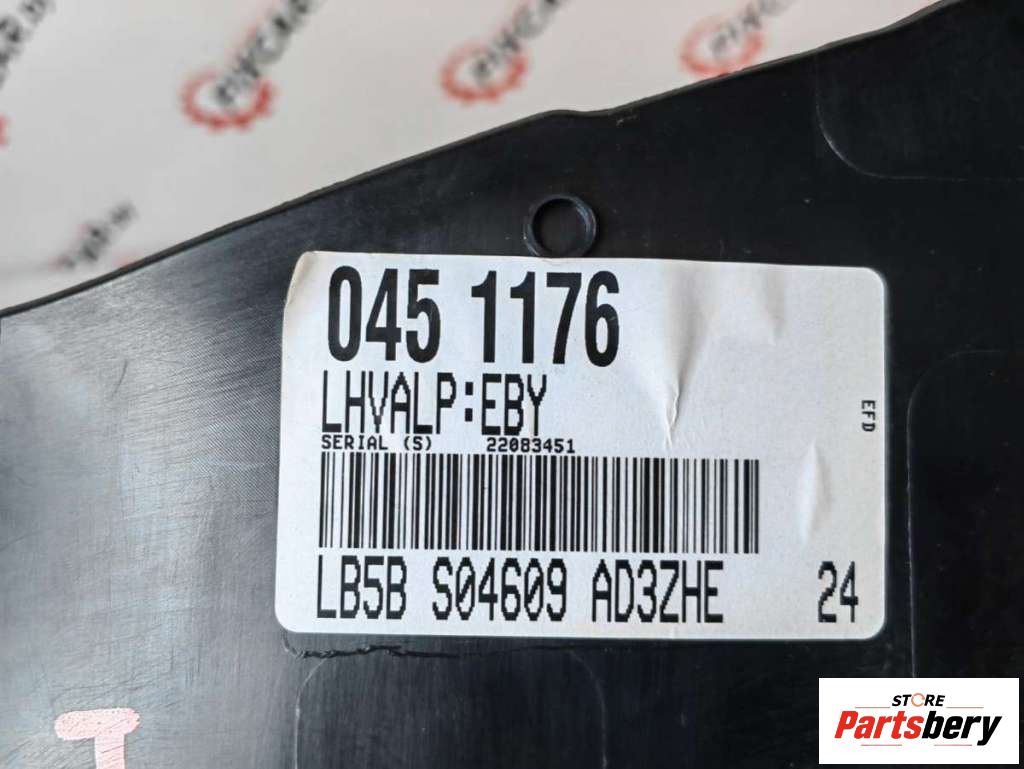 045 1176
LHVALP:EBY
EFD
SERIAL (S) 22083451
LB5B S04609 AD3ZHE 24
STORE
Partsbery